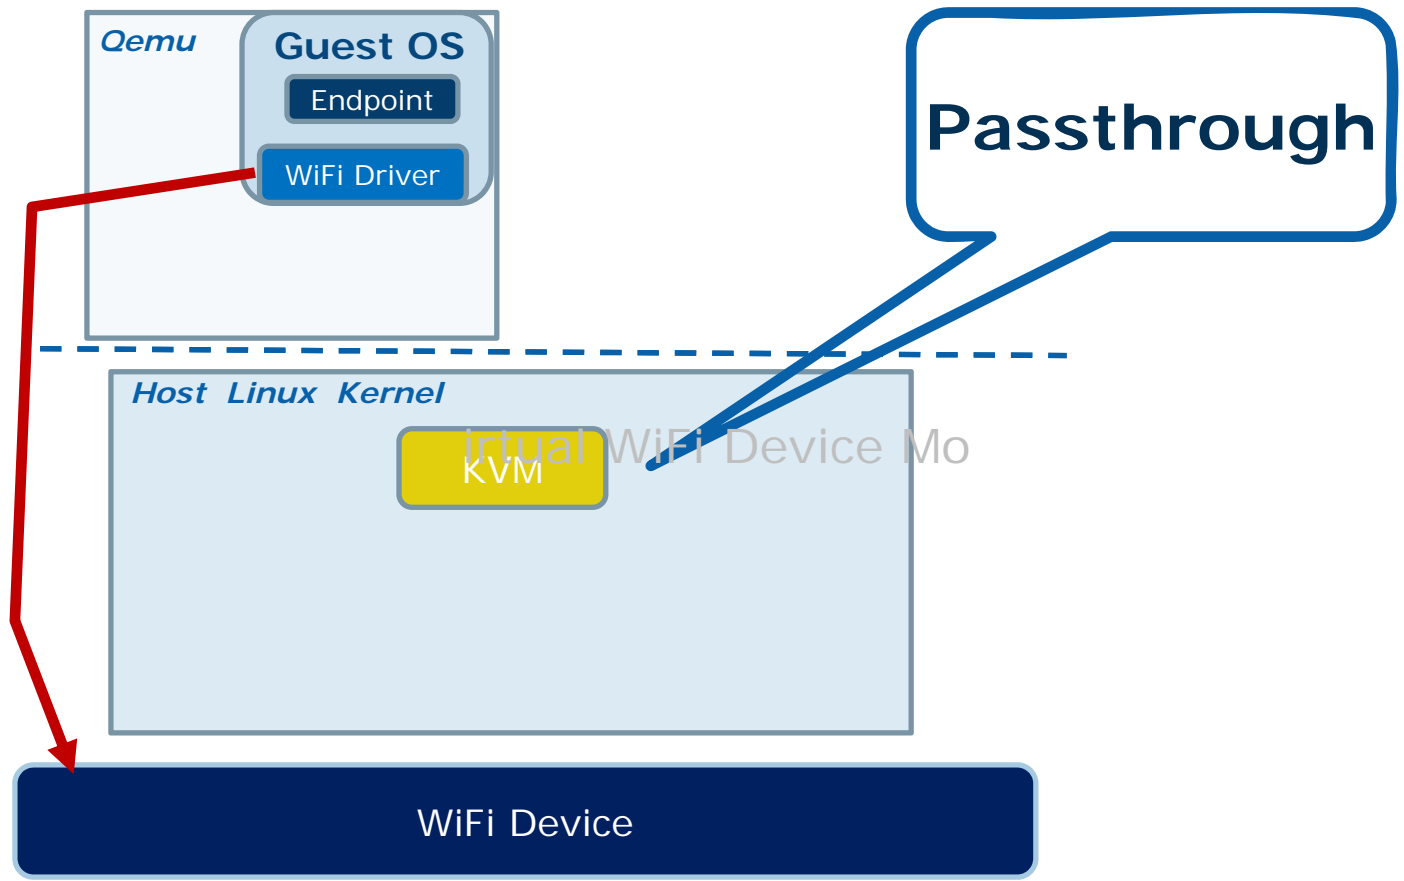 Qemu
Guest OS
Endpoint
WiFi Driver
Passthrough
Host Linux Kernel
irtual WiFi Device Mo
KVM
WiFi Device